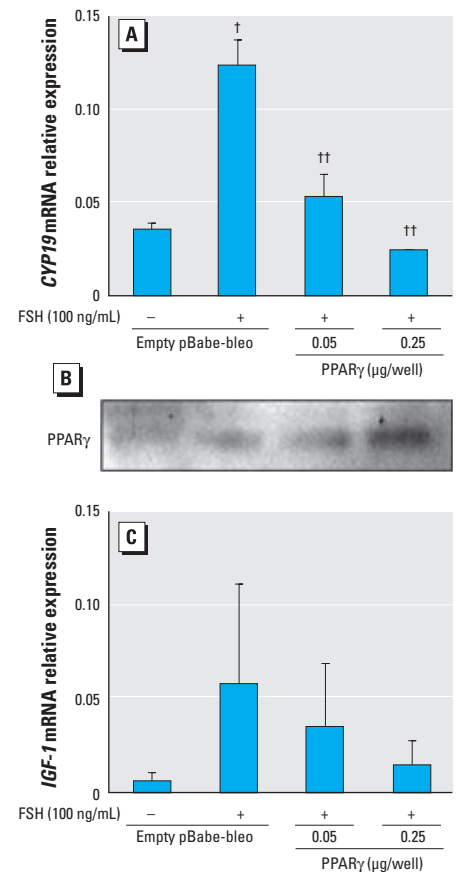 A
CYP19 mRNA relative expression
0.15
0.10
0.05
0
†
††
††
FSH (100 ng/mL) – + + +
Empty pBabe-bleo 0.05 0.25
PPARγ (µg/well)
B
PPARγ
C
IGF-1 mRNA relative expression
0.15
0.10
0.05
0
FSH (100 ng/mL) – + + +
Empty pBabe-bleo 0.05 0.25
PPARγ (µg/well)